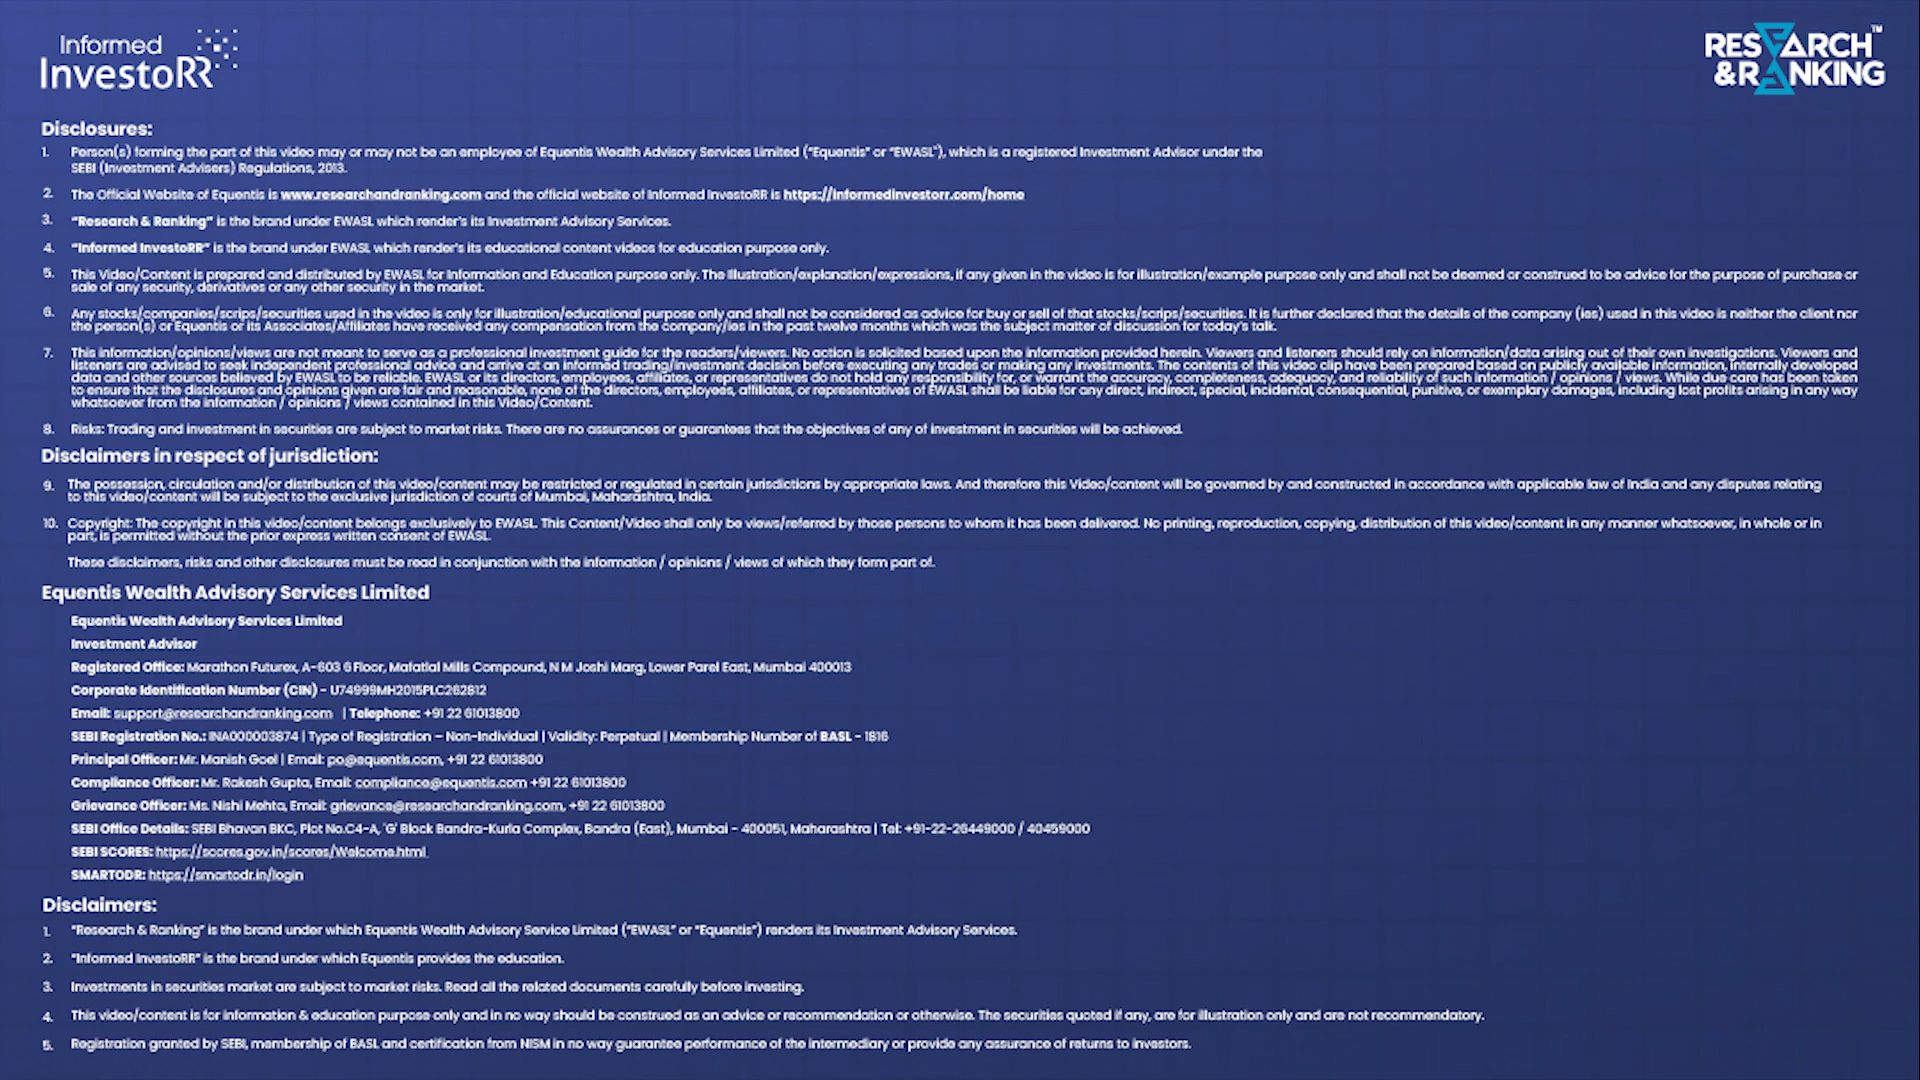 Informed
InvestoRR
RESEARCH
&RANKING™
Disclosures:
1. Person(s) forming the part of this video may or may not be an employee of Equentis Wealth Advisory Services Limited ("Equentis" or "EWASL"), which is a registered Investment Advisor under the
SEBI (Investment Advisers) Regulations, 2013.
2. The Official Website of Equentis is www.researchandranking.com and the official website of Informed InvestoRR is https://informedinvestorr.com/home
3. "Research & Ranking" is the brand under EWASL which render's its Investment Advisory Services.
4. "Informed InvestoRR" is the brand under EWASL which render's its educational content videos for education purpose only.
5. This Video/Content is prepared and distributed by EWASL for Information and Education purpose only. The Illustration/explanation/expressions, if any given in the video is for illustration/example purpose only and shall not be deemed or construed to be advice for the purpose of purchase or
sale of any security, derivatives or any other security in the market.
6. Any stocks/companies/scrips/securities used in the video is only for illustration/educational purpose only and shall not be considered as advice for buy or sell of that stocks/scrips/securities. It is further declared that the details of the company (ies) used in this video is neither the client nor
the person(s) or Equentis or its Associates/Affiliates have received any compensation from the company/ies in the past twelve months which was the subject matter of discussion for today's talk.
7. This information/opinions/views are not meant to serve as a professional investment guide for the readers/viewers. No action is solicited based upon the information provided herein. Viewers and listeners should rely on information/data arising out of their own investigations. Viewers and
listeners are advised to seek independent professional advice and arrive at an informed trading/investment decision before executing any trades or making any investments. The contents of this video clip have been prepared based on publicly available information, internally developed
data and other sources believed by EWASL to be reliable. EWASL or its directors, employees, affiliates, or representatives do not hold any responsibility for, or warrant the accuracy, completeness, adequacy, and reliability of such information / opinions / views. While due care has been taken
to ensure that the disclosures and opinions given are fair and reasonable, none of the directors, employees, affiliates, or representatives of EWASL shall be liable for any direct, indirect, special, incidental, consequential, punitive, or exemplary damages, including lost profits arising in any way
whatsoever from the information / opinions / views contained in this Video/Content.
8. Risks: Trading and investment in securities are subject to market risks. There are no assurances or guarantees that the objectives of any of investment in securities will be achieved.
Disclaimers in respect of jurisdiction:
9. The possession, circulation and/or distribution of this video/content may be restricted or regulated in certain jurisdictions by appropriate laws. And therefore this Video/content will be governed by and constructed in accordance with applicable law of India and any disputes relating
to this video/content will be subject to the exclusive jurisdiction of courts of Mumbai, Maharashtra, India.
10. Copyright: The copyright in this video/content belongs exclusively to EWASL. This Content/Video shall only be views/referred by those persons to whom it has been delivered. No printing, reproduction, copying, distribution of this video/content in any manner whatsoever, in whole or in
part, is permitted without the prior express written consent of EWASL.
These disclaimers, risks and other disclosures must be read in conjunction with the information / opinions / views of which they form part of.
Equentis Wealth Advisory Services Limited
Equentis Wealth Advisory Services Limited
Investment Advisor
Registered Office: Marathon Futurex, A-603 6 Floor, Mafatlal Mills Compound, N M Joshi Marg, Lower Parel East, Mumbai 400013
Corporate Identification Number (CIN) - U74999MH2015PLC262812
Email: support@researchandranking.com | Telephone: +91 22 61013800
SEBI Registration No.: INA000003874 | Type of Registration – Non-Individual | Validity: Perpetual | Membership Number of BASL - 1816
Principal Officer: Mr. Manish Goel | Email: po@equentis.com, +91 22 61013800
Compliance Officer: Mr. Rakesh Gupta, Email: compliance@equentis.com +91 22 61013800
Grievance Officer: Ms. Nishi Mehta, Email: grievance@researchandranking.com, +91 22 61013800
SEBI Office Details: SEBI Bhavan BKC, Plot No.C4-A, 'G' Block Bandra-Kurla Complex, Bandra (East), Mumbai - 400051, Maharashtra | Tel: +91-22-26449000 / 40459000
SEBI SCORES: https://scores.gov.in/scores/Welcome.html
SMARTODR: https://smartodr.in/login
Disclaimers:
1. "Research & Ranking" is the brand under which Equentis Wealth Advisory Service Limited ("EWASL" or "Equentis") renders its Investment Advisory Services.
2. "Informed InvestoRR" is the brand under which Equentis provides the education.
3. Investments in securities market are subject to market risks. Read all the related documents carefully before investing.
4. This video/content is for information & education purpose only and in no way should be construed as an advice or recommendation or otherwise. The securities quoted if any, are for illustration only and are not recommendatory.
5. Registration granted by SEBI, membership of BASL and certification from NISM in no way guarantee performance of the intermediary or provide any assurance of returns to investors.